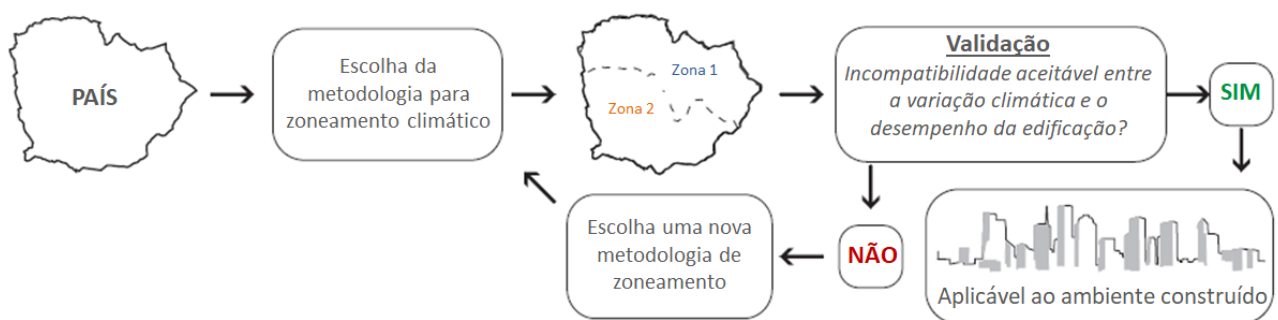 PAÍS
Escolha da
metodologia para
zoneamento climático
Zona 1
Zona 2
Validação
Incompatibilidade aceitável entre
a variação climática e o
desempenho da edificação?
SIM
NÃO
Escolha uma nova
metodologia de
zoneamento
Aplicável ao ambiente construído